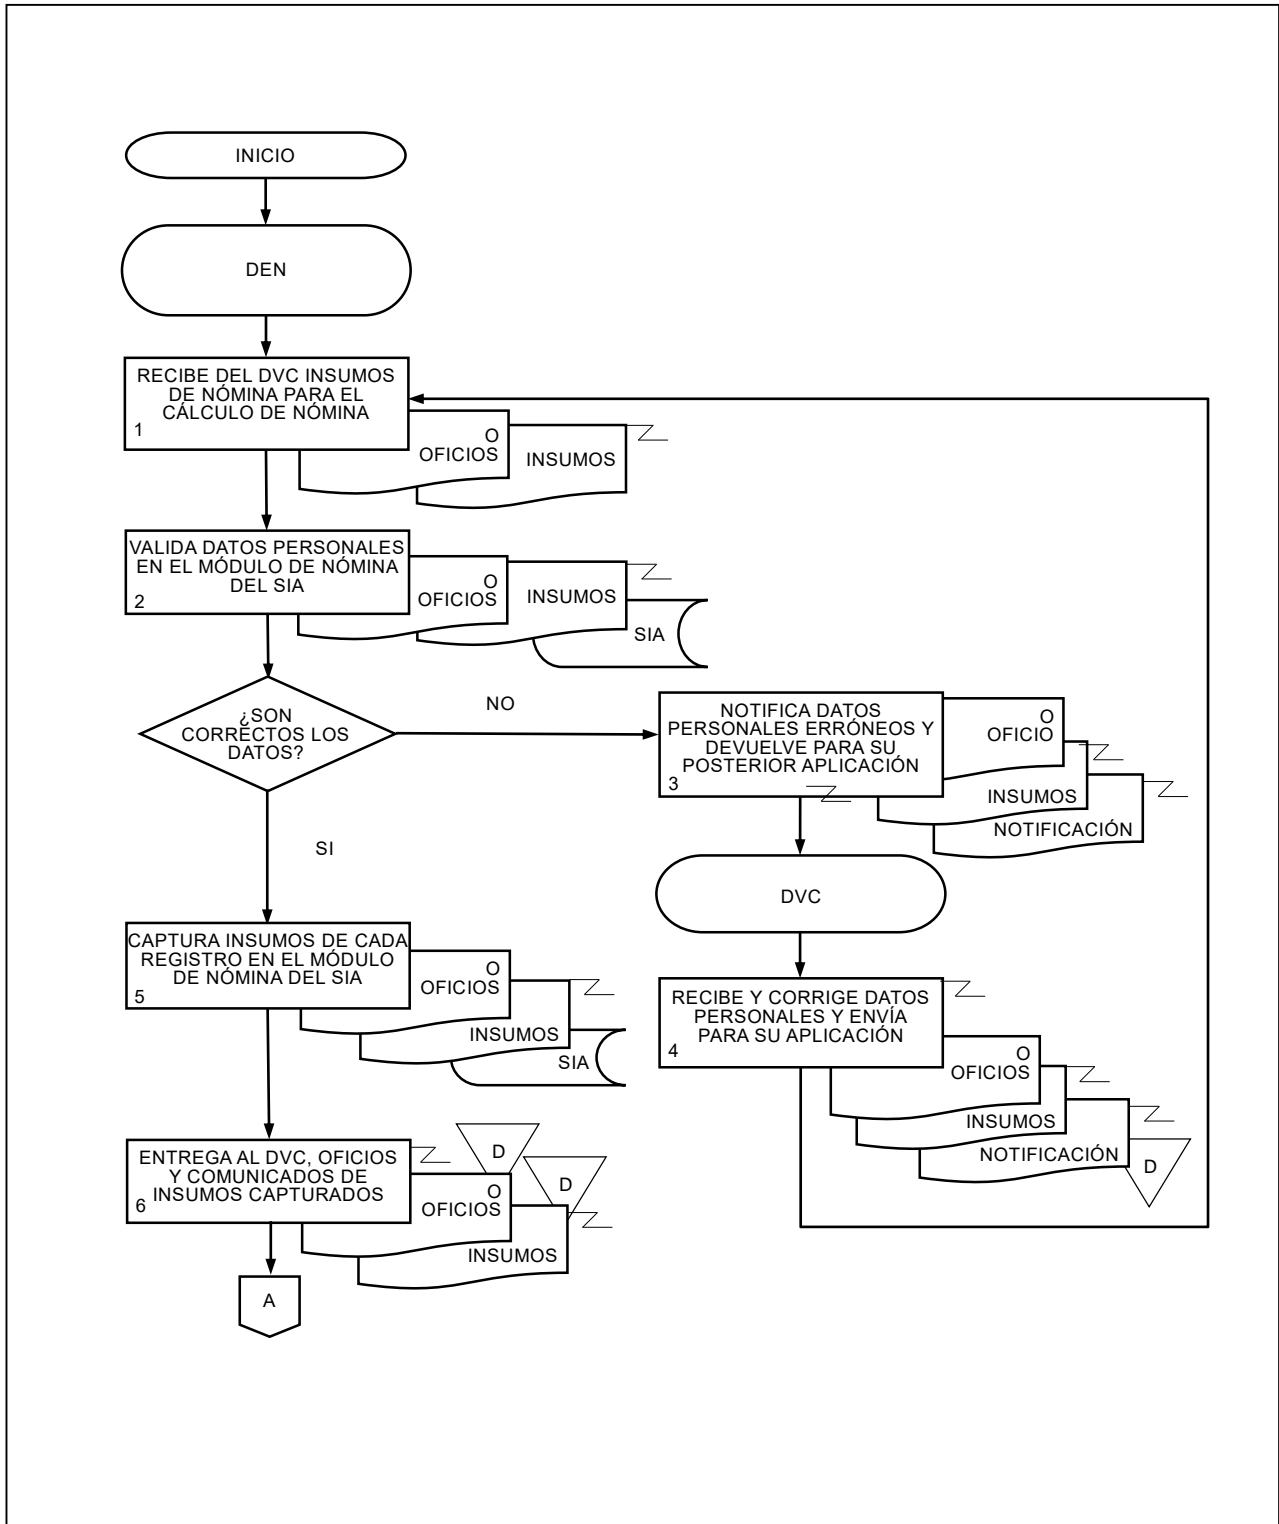 INICIO
DEN
RECIBE DEL DVC INSUMOS
DE NÓMINA PARA EL
CÁLCULO DE NÓMINA
1
O
OFICIOS
INSUMOS
VALIDA DATOS PERSONALES
EN EL MÓDULO DE NÓMINA
DEL SIA
2
O
OFICIOS
INSUMOS
SIA
¿SON
CORRECTOS LOS
DATOS?
NO
NOTIFICA DATOS
PERSONALES ERRÓNEOS Y
DEVUELVE PARA SU
POSTERIOR APLICACIÓN
3
O
OFICIO
INSUMOS
NOTIFICACIÓN
SI
DVC
RECIBE Y CORRIGE DATOS
PERSONALES Y ENVÍA
PARA SU APLICACIÓN
4
O
OFICIOS
INSUMOS
NOTIFICACIÓN
D
CAPTURA INSUMOS DE CADA
REGISTRO EN EL MÓDULO
DE NÓMINA DEL SIA
5
O
OFICIOS
INSUMOS
SIA
ENTREGA AL DVC, OFICIOS
Y COMUNICADOS DE
INSUMOS CAPTURADOS
6
D
D
O
OFICIOS
INSUMOS
A